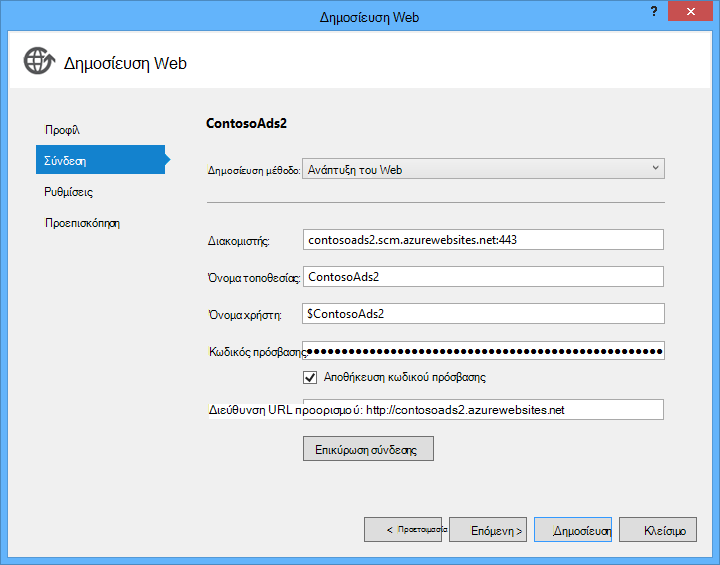 Δημοσίευση Web
?
Δημοσίευση Web
ContosoAds2
Προφίλ
Σύνδεση
Ρυθμίσεις
Προεπισκόπηση
Δημοσίευση μέθοδο: Ανάπτυξη του Web
Διακομιστής: contosoads2.scm.azurewebsites.net:443
Όνομα τοποθεσίας: ContosoAds2
Όνομα χρήστη: $ContosoAds2
Κωδικός πρόσβασης:
Αποθήκευση κωδικού πρόσβασης
Διεύθυνση URL προορισμού: http://contosoads2.azurewebsites.net
Επικύρωση σύνδεσης
< Προετοιμασία Επόμενη > Δημοσίευση Κλείσιμο